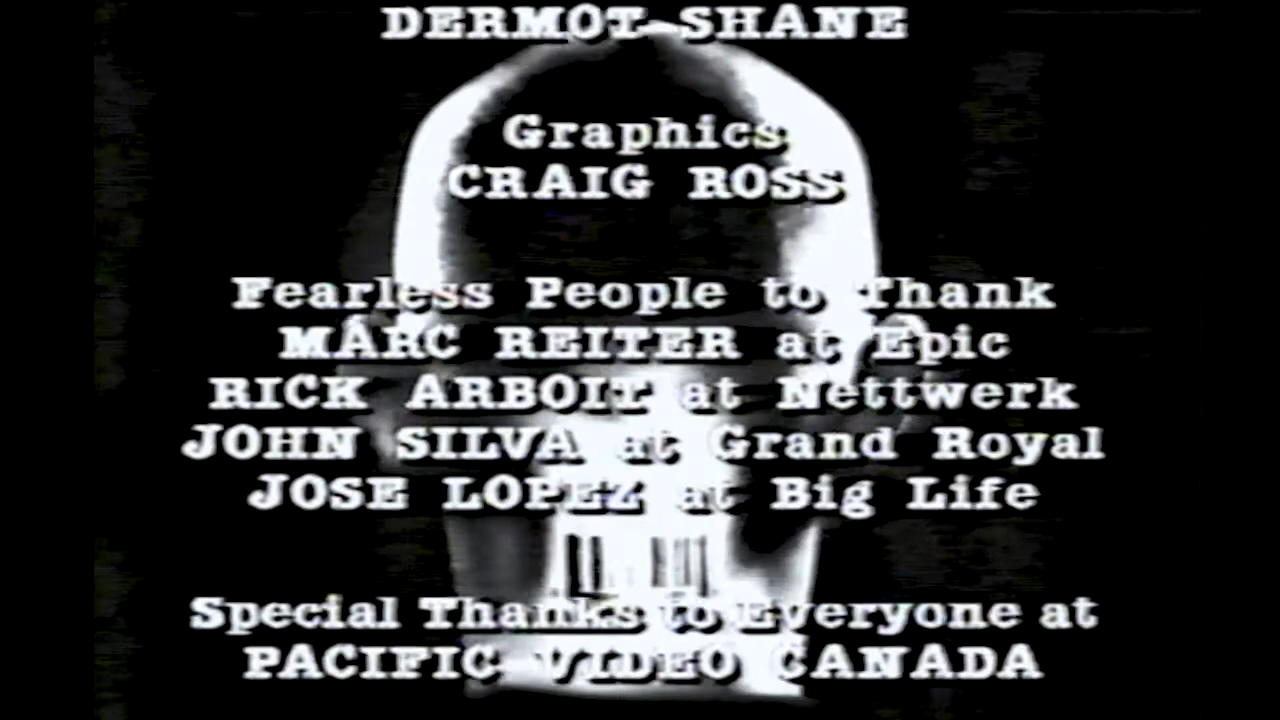 DERMOT SHANE
Graphics
CRAIG ROSS
Fearless People to Thank
MARC REITER at Epic
RICK ARBOIT at Nettwerk
JOHN SILVA at Grand Royal
JOSE LOPEZ at Big Life
Special Thanks to Everyone at
PACIFIC VIDEO CANADA